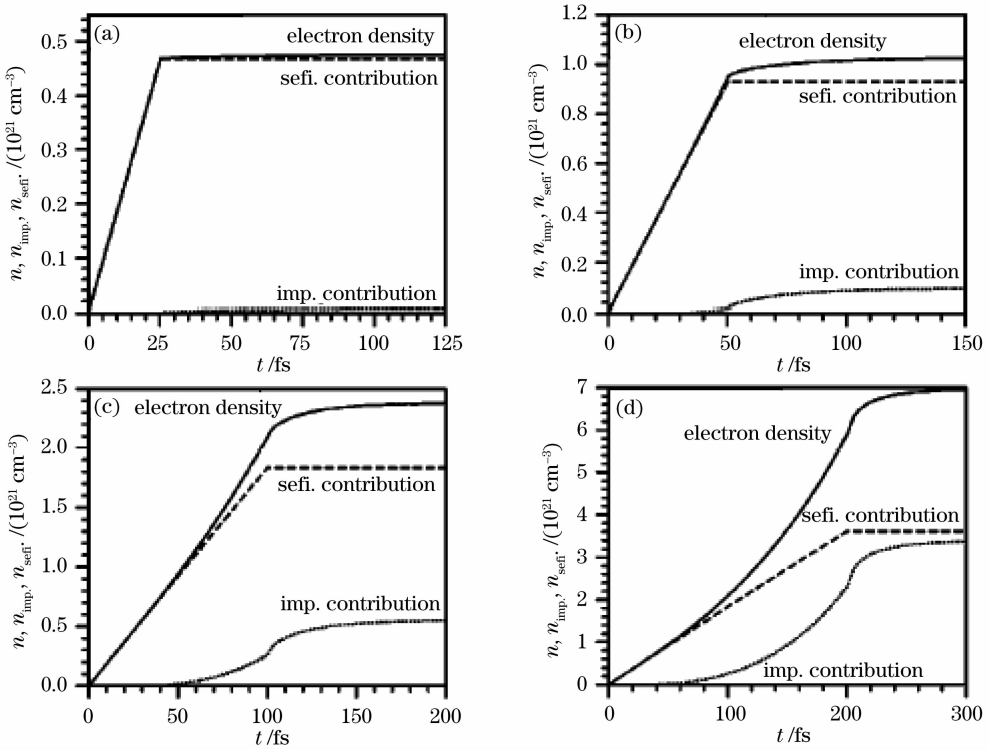 (a)
electron density
sefi. contribution
imp. contribution
n, n_imp., n_sefi. /(10^21 cm^-3)
0.5
0.4
0.3
0.2
0.1
0.0
0 25 50 75 100 125
t /fs
(b)
electron density
sefi. contribution
imp. contribution
n, n_imp., n_sefi. /(10^21 cm^-3)
1.2
1.0
0.8
0.6
0.4
0.2
0.0
0 50 100 150
t /fs
(c)
electron density
sefi. contribution
imp. contribution
n, n_imp., n_sefi. /(10^21 cm^-3)
2.5
2.0
1.5
1.0
0.5
0.0
0 50 100 150 200
t /fs
(d)
electron density
sefi. contribution
imp. contribution
n, n_imp., n_sefi. /(10^21 cm^-3)
7
6
5
4
3
2
1
0
0 50 100 150 200 300
t /fs